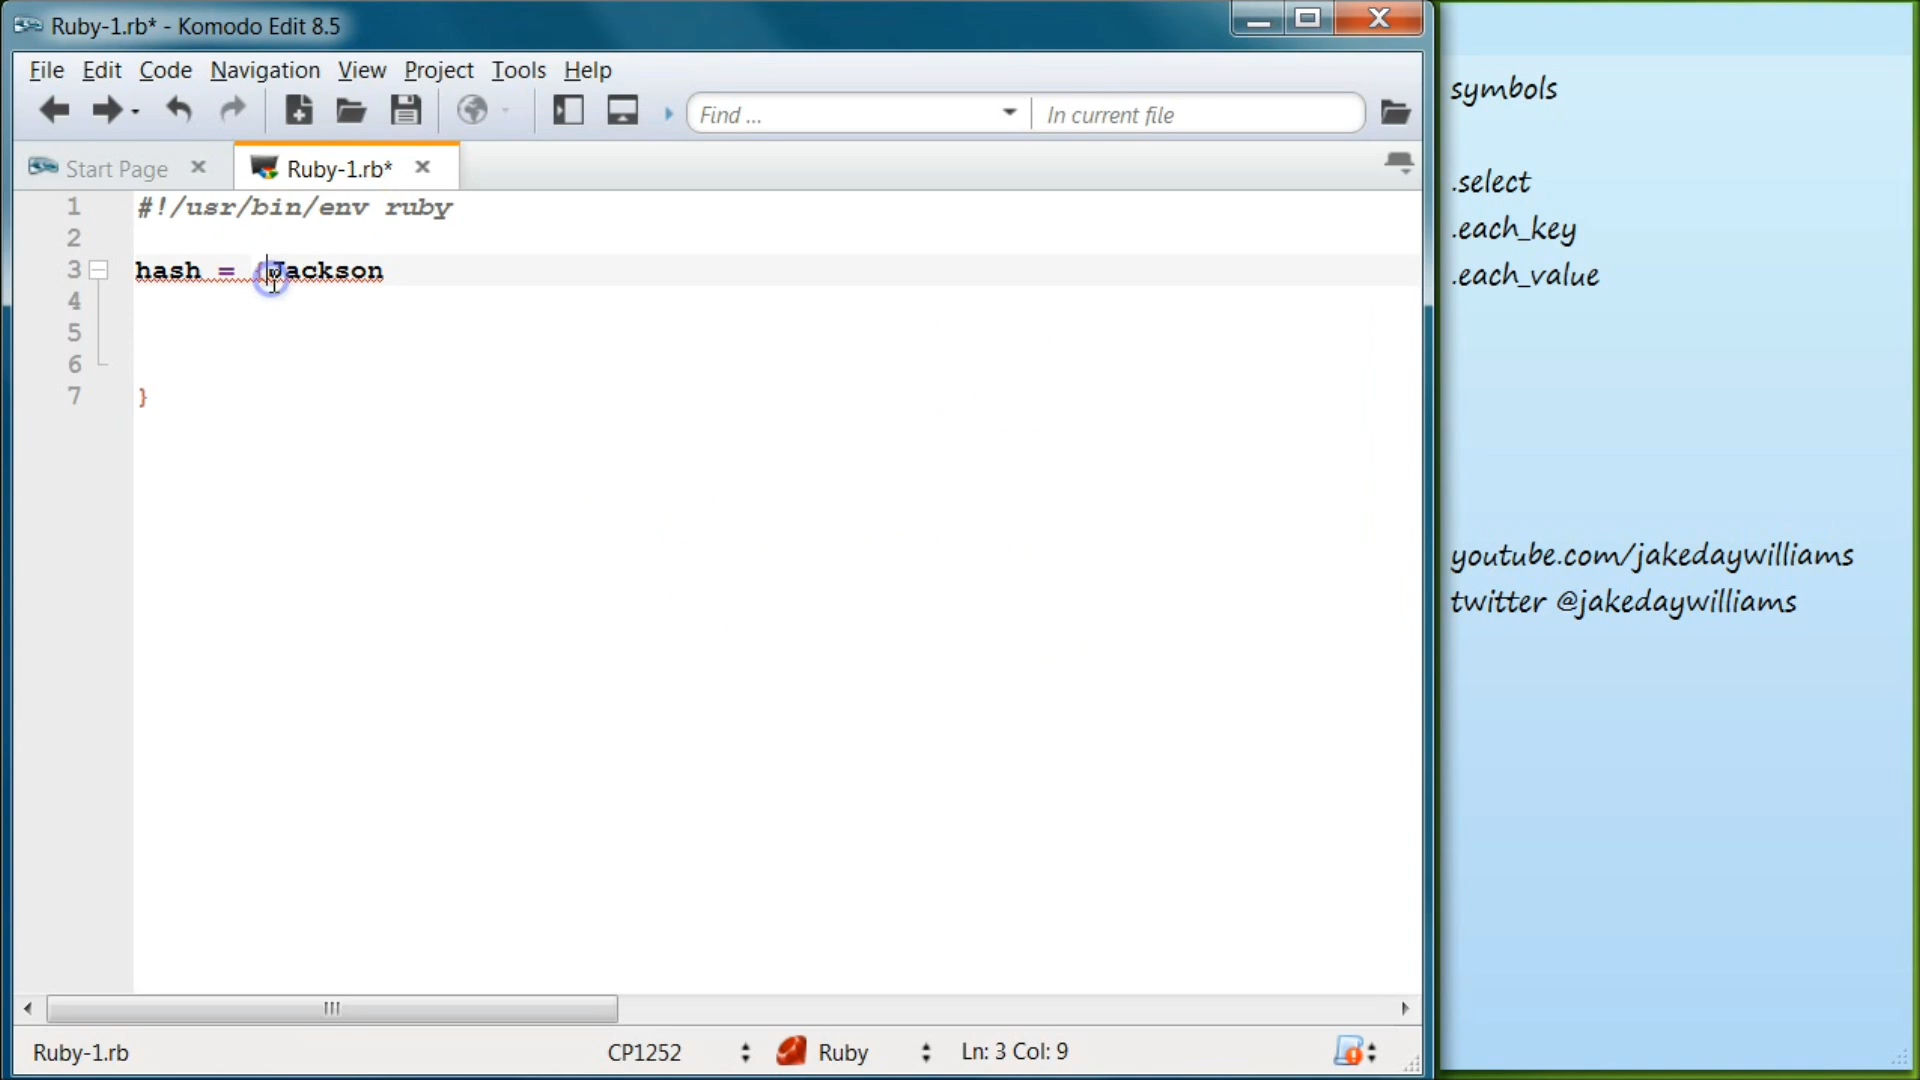 Ruby-1.rb* - Komodo Edit 8.5
File Edit Code Navigation View Project Tools Help
Find ... In current file
Start Page Ruby-1.rb*
1 #!/usr/bin/env ruby
2
3 hash = {Jackson
4
5
6
7 }
Ruby-1.rb CP1252 Ruby Ln: 3 Col: 9
symbols
.select
.each_key
.each_value
youtube.com/jakedaywilliams
twitter @jakedaywilliams